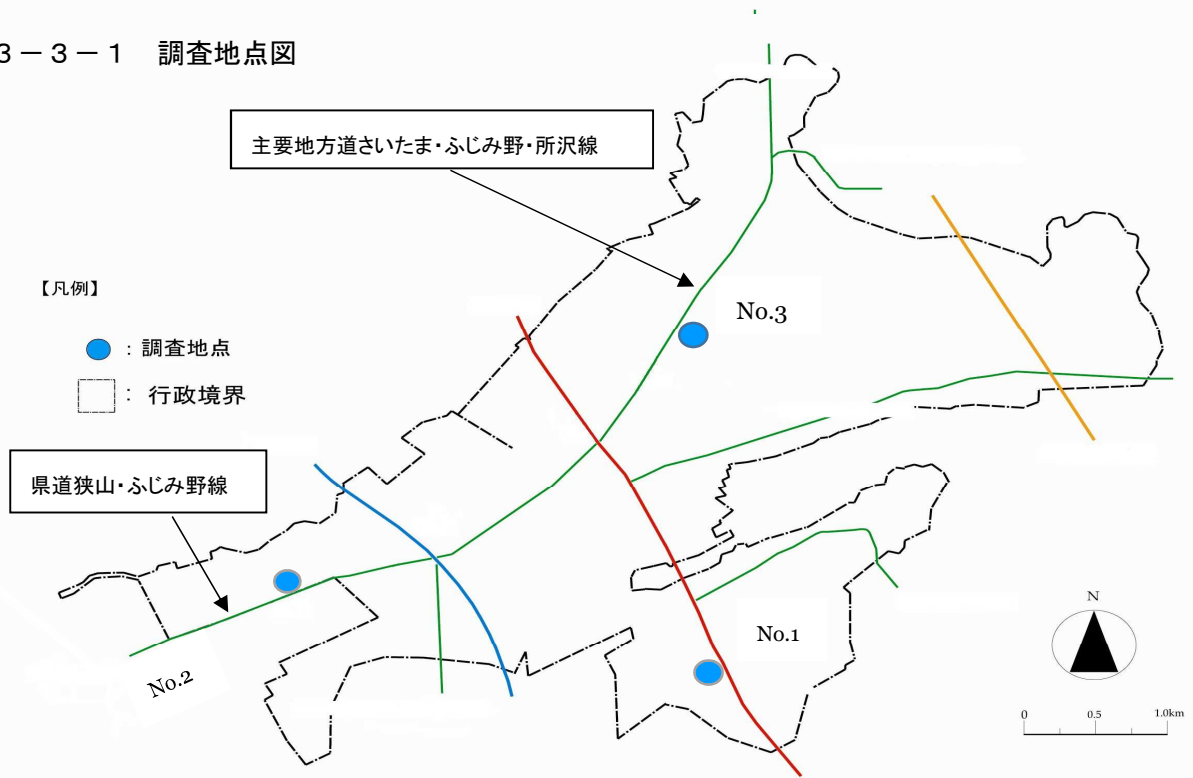 3－3－1　調査地点図
主要地方道さいたま・ふじみ野・所沢線
【凡例】
：調査地点
：行政境界
県道狭山・ふじみ野線
No.3
No.1
No.2
N
0 0.5 1.0km